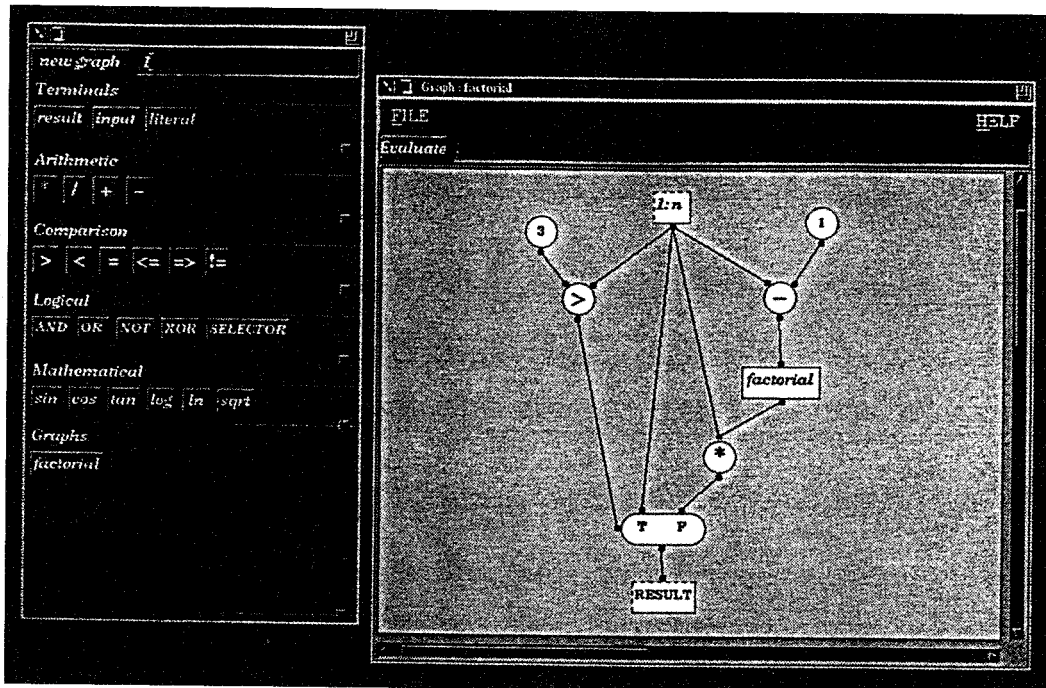 new graph
Terminals
result input literal
Arithmetic
* / + -
Comparison
> < = <= => !=
Logical
AND OR NOT XOR SELECTOR
Mathematical
sin cos tan log ln sqrt
Graphs
factorial
Graph : factorial
FILE HELP
Evaluate
1:n
3 1
> -
factorial
*
T F
RESULT